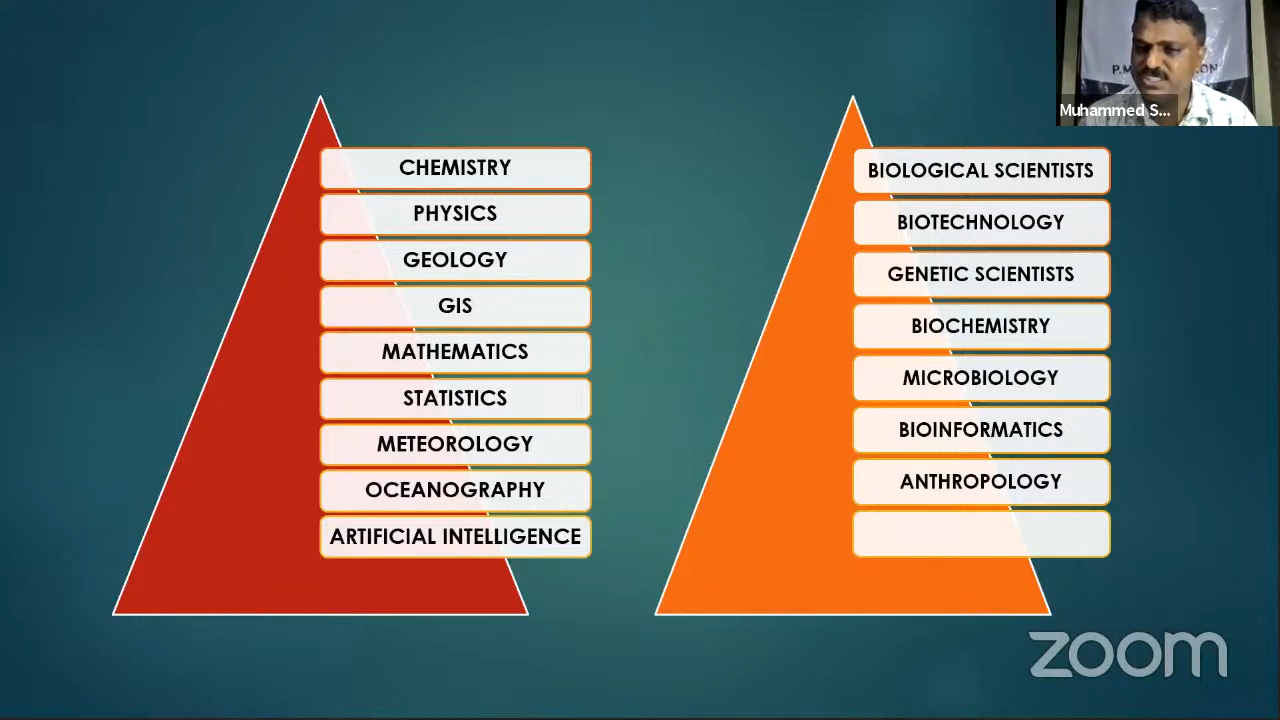 Muhammed S...
CHEMISTRY
PHYSICS
GEOLOGY
GIS
MATHEMATICS
STATISTICS
METEOROLOGY
OCEANOGRAPHY
ARTIFICIAL INTELLIGENCE
BIOLOGICAL SCIENTISTS
BIOTECHNOLOGY
GENETIC SCIENTISTS
BIOCHEMISTRY
MICROBIOLOGY
BIOINFORMATICS
ANTHROPOLOGY
zoom